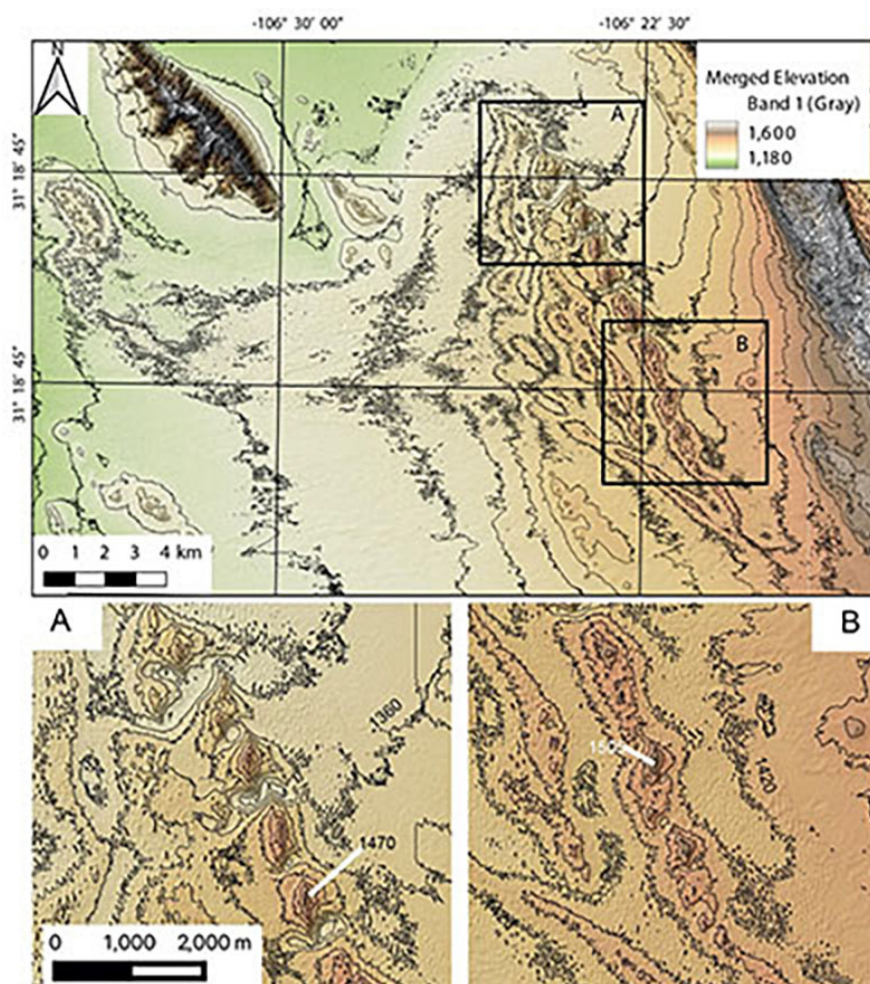 -106° 30' 00" -106° 22' 30"
N
Merged Elevation
Band 1 (Gray)
1,600
1,180
A
31° 18' 45"
B
31° 18' 45"
0 1 2 3 4 km
A
B
1360
1470
0 1,000 2,000 m
1420